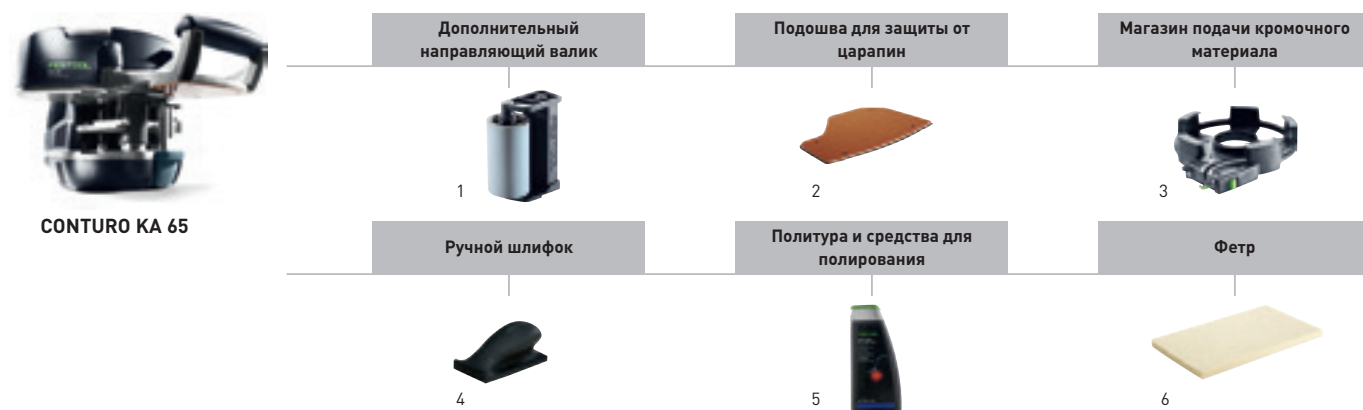 Дополнительный
направляющий валик
Подошва для защиты от
царапин
Магазин подачи кромочного
материала
FESTOOL
1
2
3
CONTURO KA 65
Ручной шлифок
Политура и средства для
полирования
Фетр
4
5
6